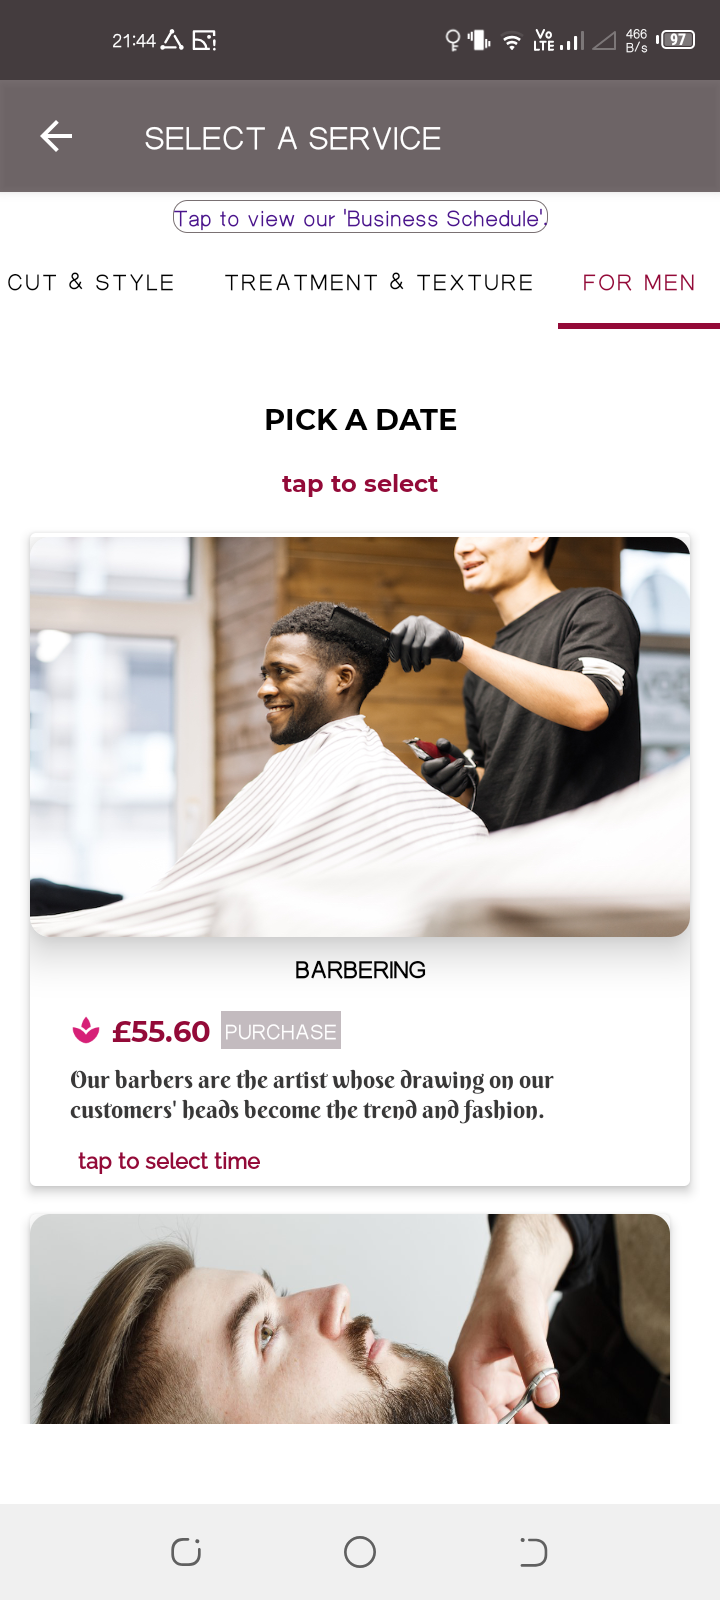 21:44
Vo
LTE
466
B/s
97
SELECT A SERVICE
Tap to view our 'Business Schedule'.
CUT & STYLE
TREATMENT & TEXTURE
FOR MEN
PICK A DATE
tap to select
BARBERING
£55.60 PURCHASE
Our barbers are the artist whose drawing on our
customers' heads become the trend and fashion.
tap to select time